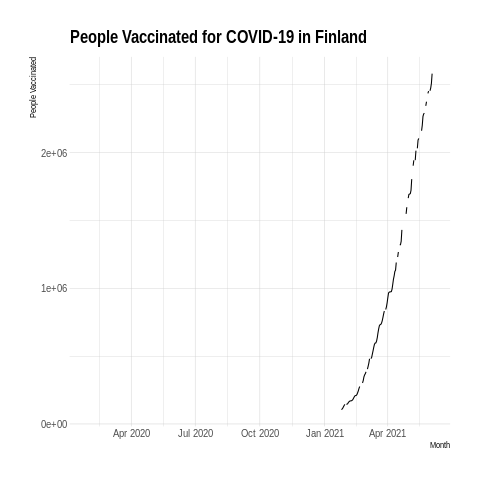 People Vaccinated for COVID-19 in Finland
People Vaccinated
2e+06
1e+06
0e+00
Apr 2020 Jul 2020 Oct 2020 Jan 2021 Apr 2021
Month